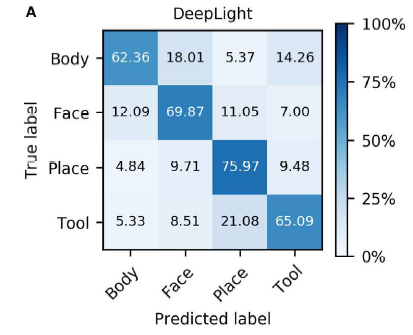 A
DeepLight
Body 62.36 18.01 5.37 14.26
Face 12.09 69.87 11.05 7.00
Place 4.84 9.71 75.97 9.48
Tool 5.33 8.51 21.08 65.09
Body Face Place Tool
Predicted label
True label
100%
75%
50%
25%
0%